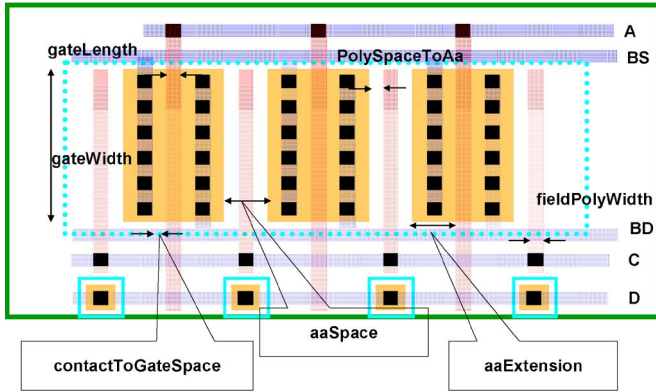 A
gateLength
PolySpaceToAa
BS
gateWidth
fieldPolyWidth
BD
C
D
aaSpace
contactToGateSpace
aaExtension